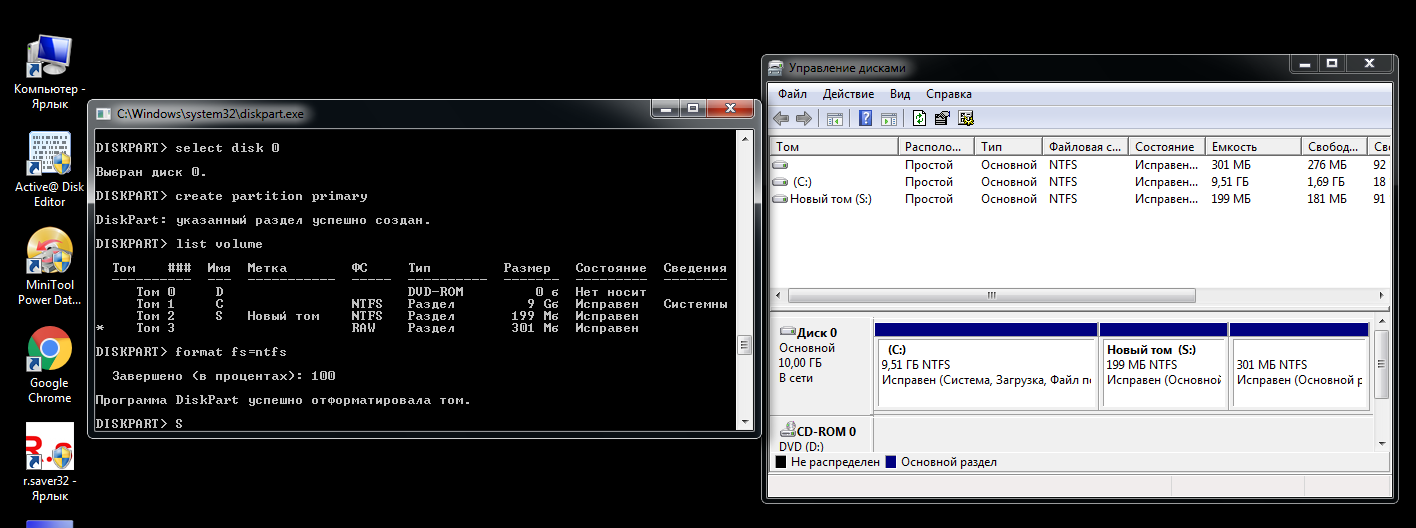 Компьютер -
Ярлык
Active@ Disk
Editor
MiniTool
Power Dat...
Google
Chrome
R.s
r.saver32 -
Ярлык
C:\Windows\system32\diskpart.exe
DISKPART> select disk 0
Выбран диск 0.
DISKPART> create partition primary
DiskPart: указанный раздел успешно создан.
DISKPART> list volume
Том ### Имя Метка ФС Тип Размер Состояние Сведения
---------- --- ----------- ----- ---------- ------- --------- --------
Том 0 D DVD-ROM 0 б Нет носит
Том 1 C NTFS Раздел 9 Gб Исправен Системны
Том 2 S Новый том NTFS Раздел 199 Mб Исправен
* Том 3 RAW Раздел 301 Mб Исправен
DISKPART> format fs=ntfs
Завершено (в процентах): 100
Программа DiskPart успешно отформатировала том.
DISKPART> S
Управление дисками
Файл Действие Вид Справка
Том Располо... Тип Файловая с... Состояние Емкость Свобод... Св
Простой Основной NTFS Исправен... 301 МБ 276 МБ 92
(C:) Простой Основной NTFS Исправен... 9,51 ГБ 1,69 ГБ 18
Новый том (S:) Простой Основной NTFS Исправен... 199 МБ 181 МБ 91
Диск 0
Основной
10,00 ГБ
В сети
(C:)
9,51 ГБ NTFS
Исправен (Система, Загрузка, Файл по
Новый том (S:)
199 МБ NTFS
Исправен (Основной
301 МБ NTFS
Исправен (Основной р
CD-ROM 0
DVD (D:)
Не распределен Основной раздел